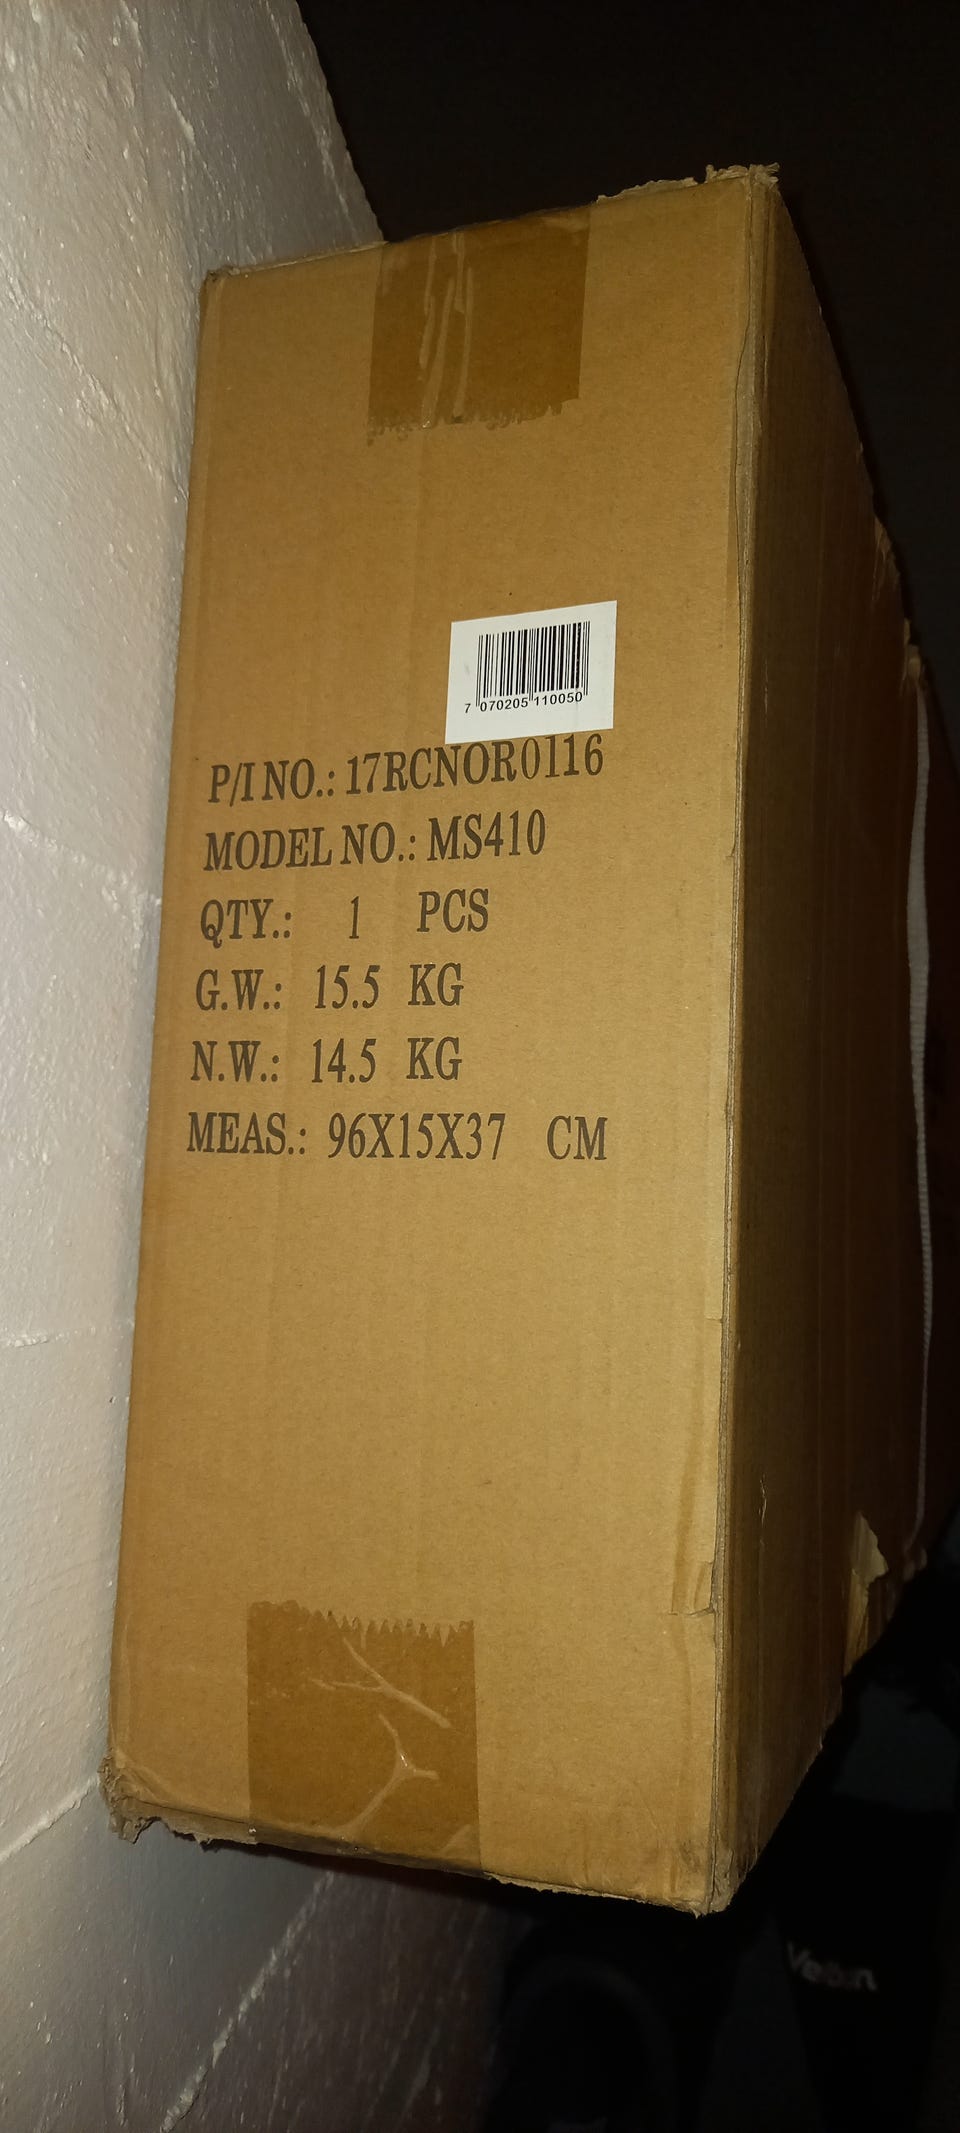 7 070205 110050
P/I NO.: 17RCNOR0116
MODEL NO.: MS410
QTY.: 1 PCS
G.W.: 15.5 KG
N.W.: 14.5 KG
MEAS.: 96X15X37 CM